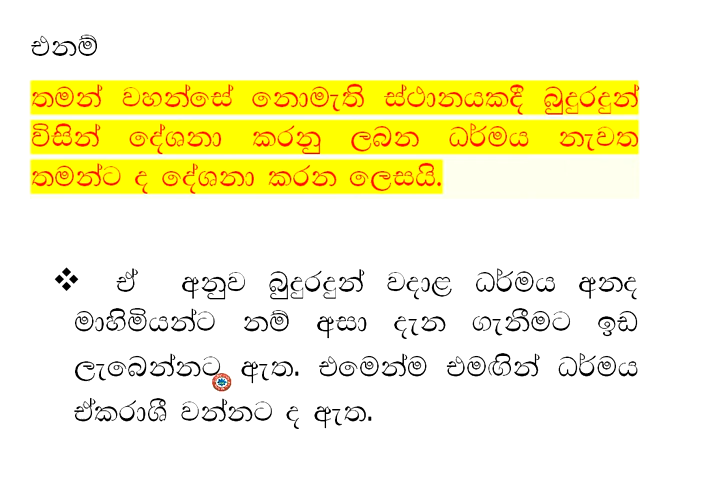 එනම්
තමන් වහන්සේ නොමැති ස්ථානයකදී බුදුරදුන්
විසින් දේශනා කරනු ලබන ධර්මය නැවත
තමන්ට ද දේශනා කරන ලෙසයි.
❖ ඒ අනුව බුදුරදුන් වදාළ ධර්මය අනද
මාහිමියන්ට නම් අසා දැන ගැනීමට ඉඩ
ලැබෙන්නට ඇත. එමෙන්ම එමඟින් ධර්මය
ඒකරාශී වන්නට ද ඇත.